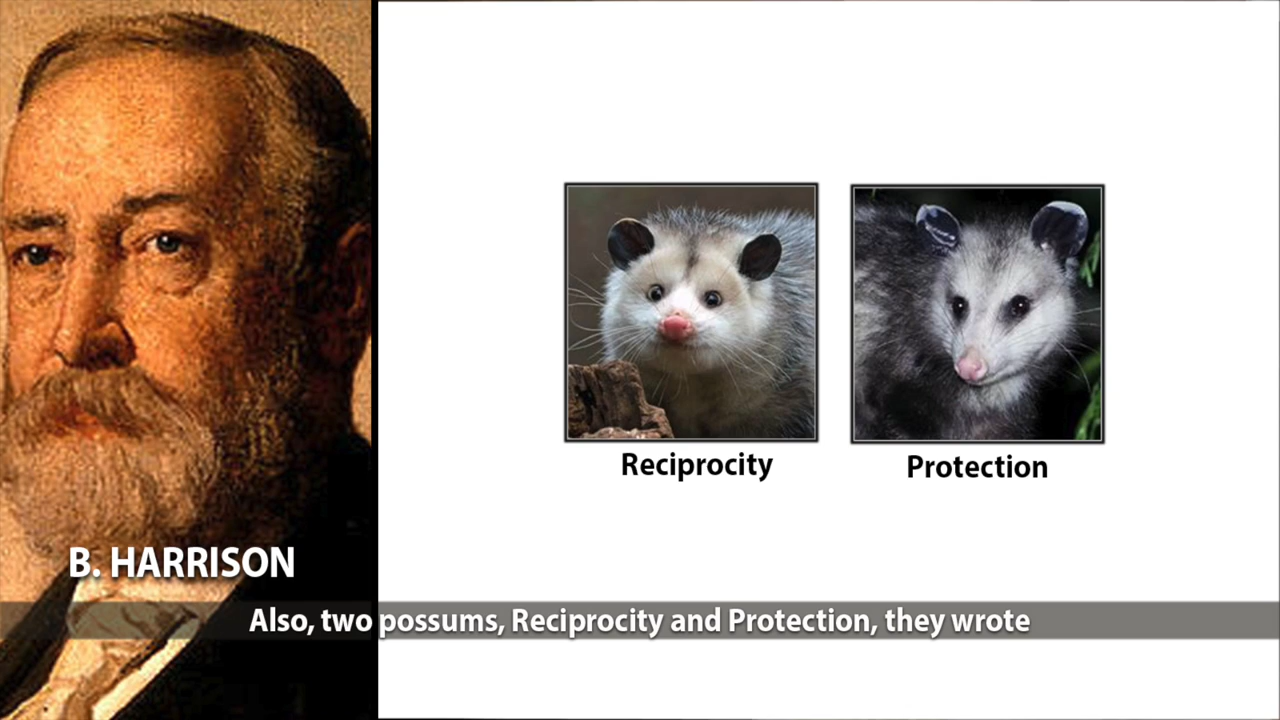 Reciprocity
Protection
B. HARRISON
Also, two possums, Reciprocity and Protection, they wrote